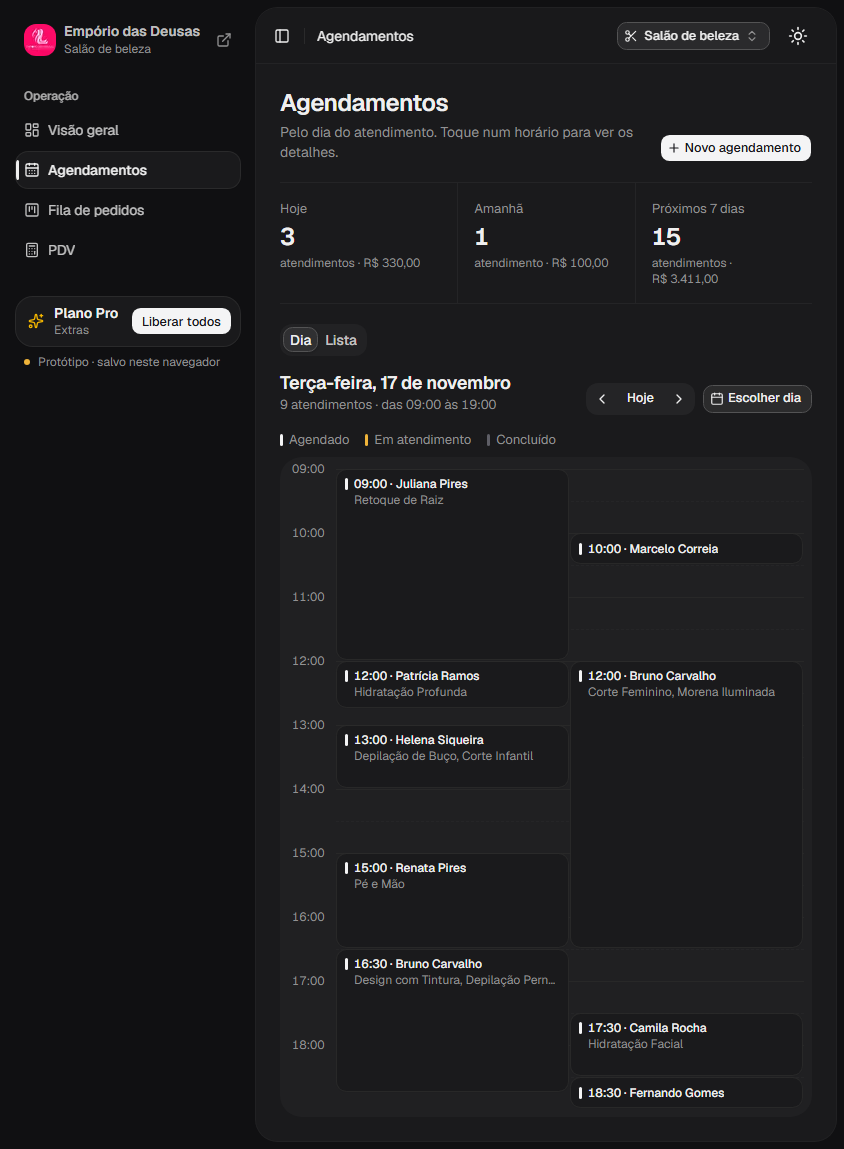 Empório das Deusas
Salão de beleza
Operação
Visão geral
Agendamentos
Fila de pedidos
PDV
Plano Pro
Extras
Liberar todos
Protótipo · salvo neste navegador
Agendamentos
Salão de beleza
Agendamentos
Pelo dia do atendimento. Toque num horário para ver os
detalhes.
+ Novo agendamento
Hoje
3
atendimentos · R$ 330,00
Amanhã
1
atendimento · R$ 100,00
Próximos 7 dias
15
atendimentos ·
R$ 3.411,00
Dia
Lista
Terça-feira, 17 de novembro
9 atendimentos · das 09:00 às 19:00
Hoje
Escolher dia
Agendado
Em atendimento
Concluído
09:00
09:00 · Juliana Pires
Retoque de Raiz
10:00
10:00 · Marcelo Correia
11:00
12:00
12:00 · Patrícia Ramos
Hidratação Profunda
12:00 · Bruno Carvalho
Corte Feminino, Morena Iluminada
13:00
13:00 · Helena Siqueira
Depilação de Buço, Corte Infantil
14:00
15:00
15:00 · Renata Pires
Pé e Mão
16:00
16:30 · Bruno Carvalho
Design com Tintura, Depilação Pern...
17:00
17:30 · Camila Rocha
Hidratação Facial
18:00
18:30 · Fernando Gomes